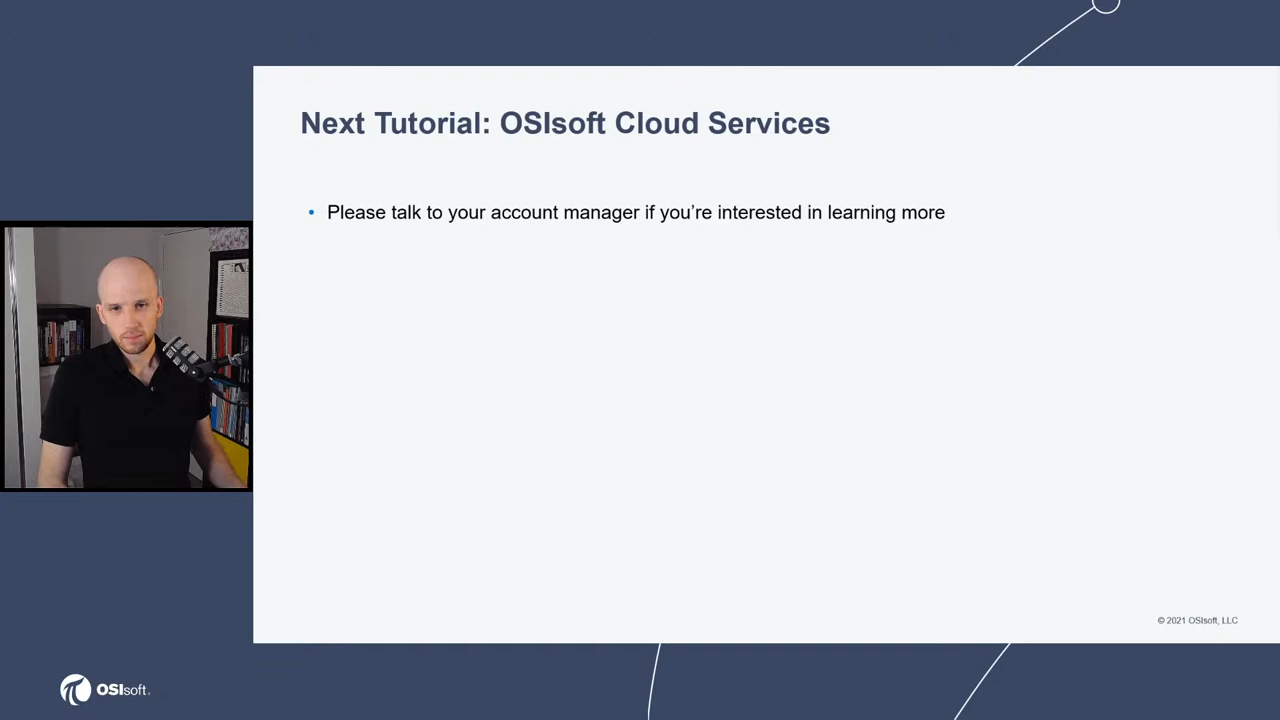 Next Tutorial: OSIsoft Cloud Services
• Please talk to your account manager if you’re interested in learning more
© 2021 OSIsoft, LLC
OSIsoft.